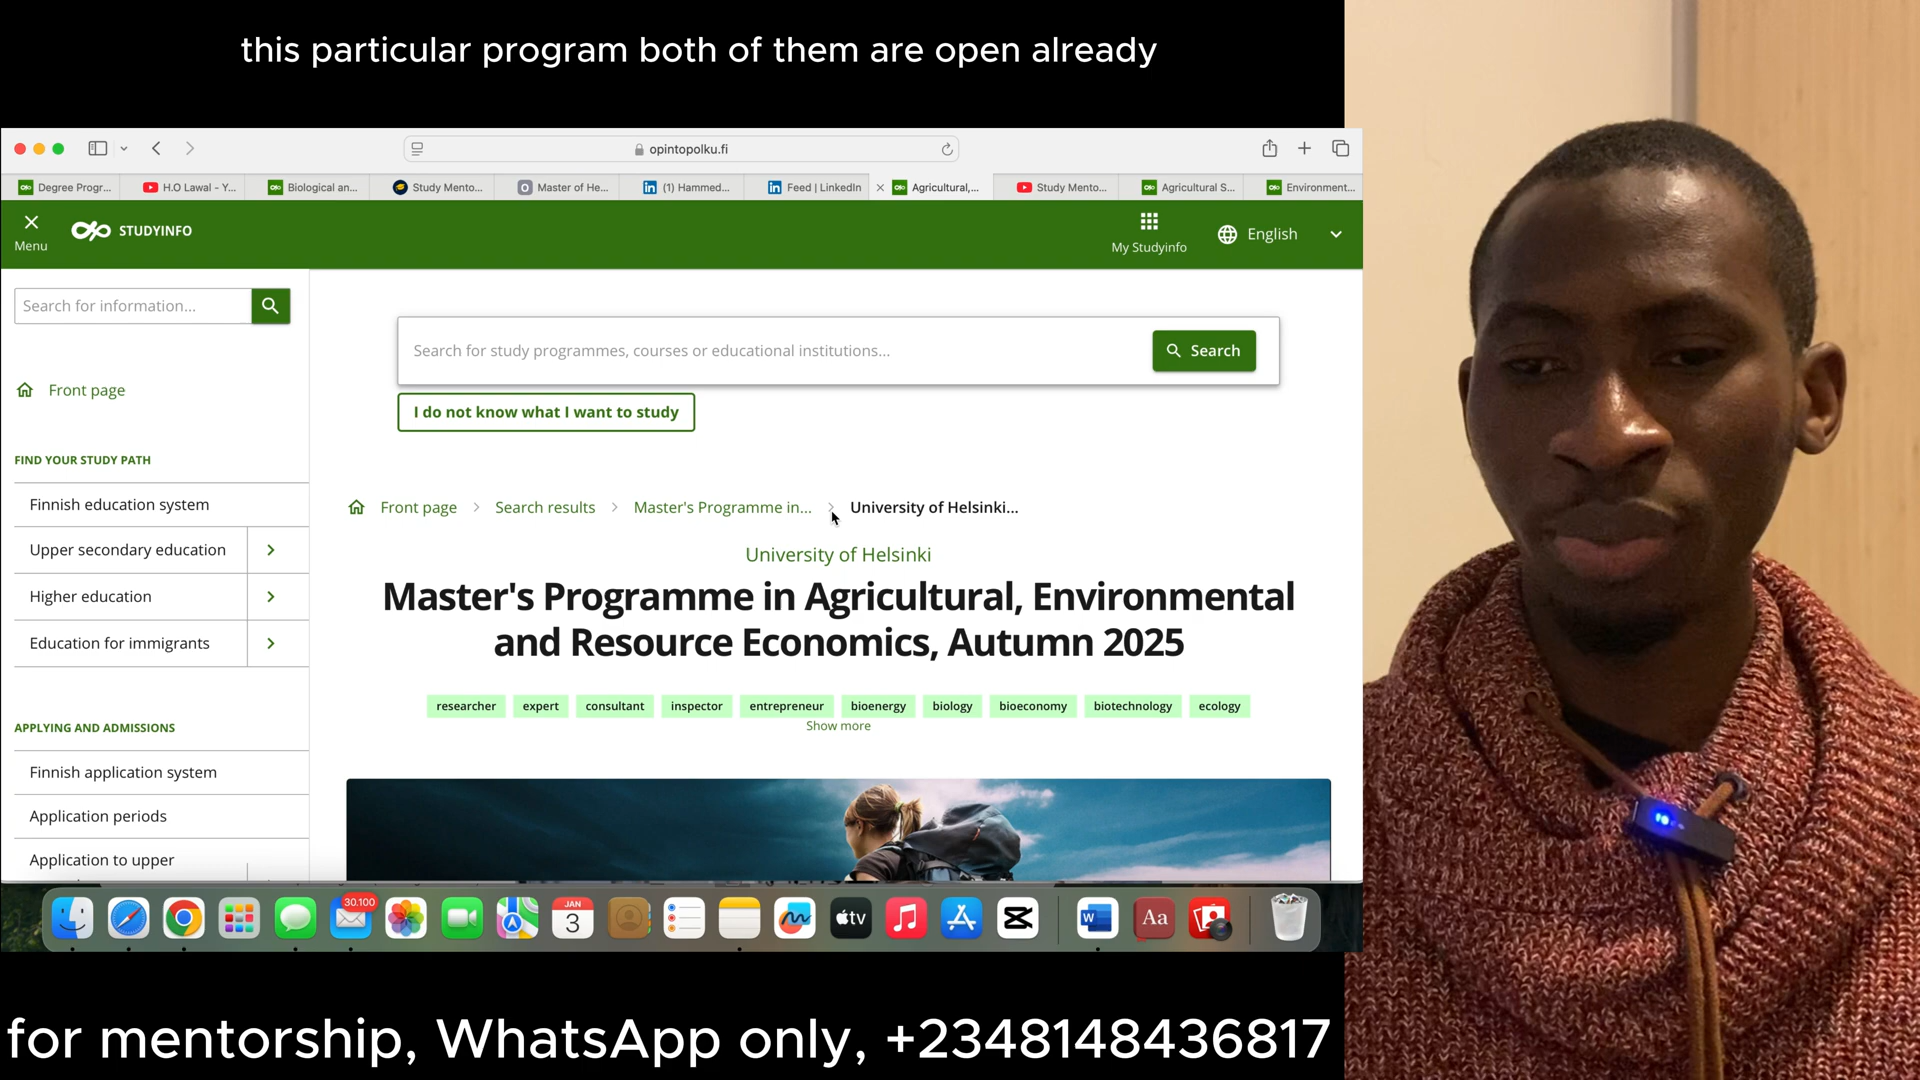 this particular program both of them are open already
opintopolku.fi
Degree Progr...
H.O Lawal - Y...
Biological an...
Study Mento...
Master of He...
(1) Hammed...
Feed | LinkedIn
Agricultural,...
Study Mento...
Agricultural S...
Environment...
Menu
STUDYINFO
My Studyinfo
English
Search for information...
Front page
FIND YOUR STUDY PATH
Finnish education system
Upper secondary education
Higher education
Education for immigrants
APPLYING AND ADMISSIONS
Finnish application system
Application periods
Application to upper
Search for study programmes, courses or educational institutions...
Search
I do not know what I want to study
Front page > Search results > Master's Programme in... > University of Helsinki...
University of Helsinki
Master's Programme in Agricultural, Environmental
and Resource Economics, Autumn 2025
researcher expert consultant inspector entrepreneur bioenergy biology bioeconomy biotechnology ecology
Show more
30.100
JAN
3
tv
W
Aa
for mentorship, WhatsApp only, +2348148436817